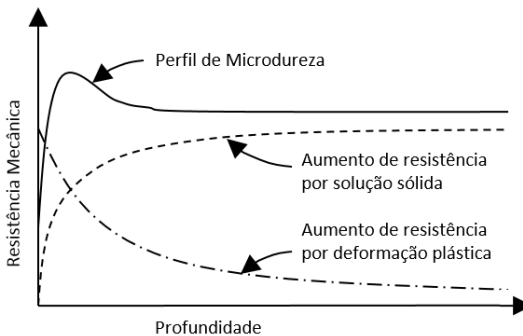 Perfil de Microdureza
Resistência Mecânica
Aumento de resistência
por solução sólida
Aumento de resistência
por deformação plástica
Profundidade